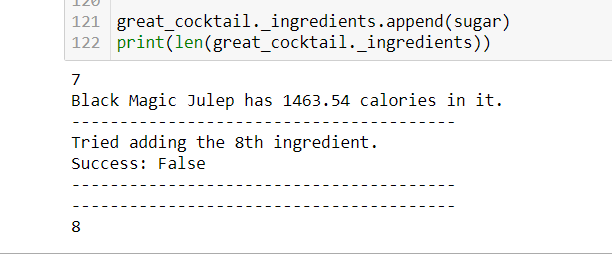 120
121 great_cocktail._ingredients.append(sugar)
122 print(len(great_cocktail._ingredients))
7
Black Magic Julep has 1463.54 calories in it.
----------------------------------------
Tried adding the 8th ingredient.
Success: False
----------------------------------------
----------------------------------------
8